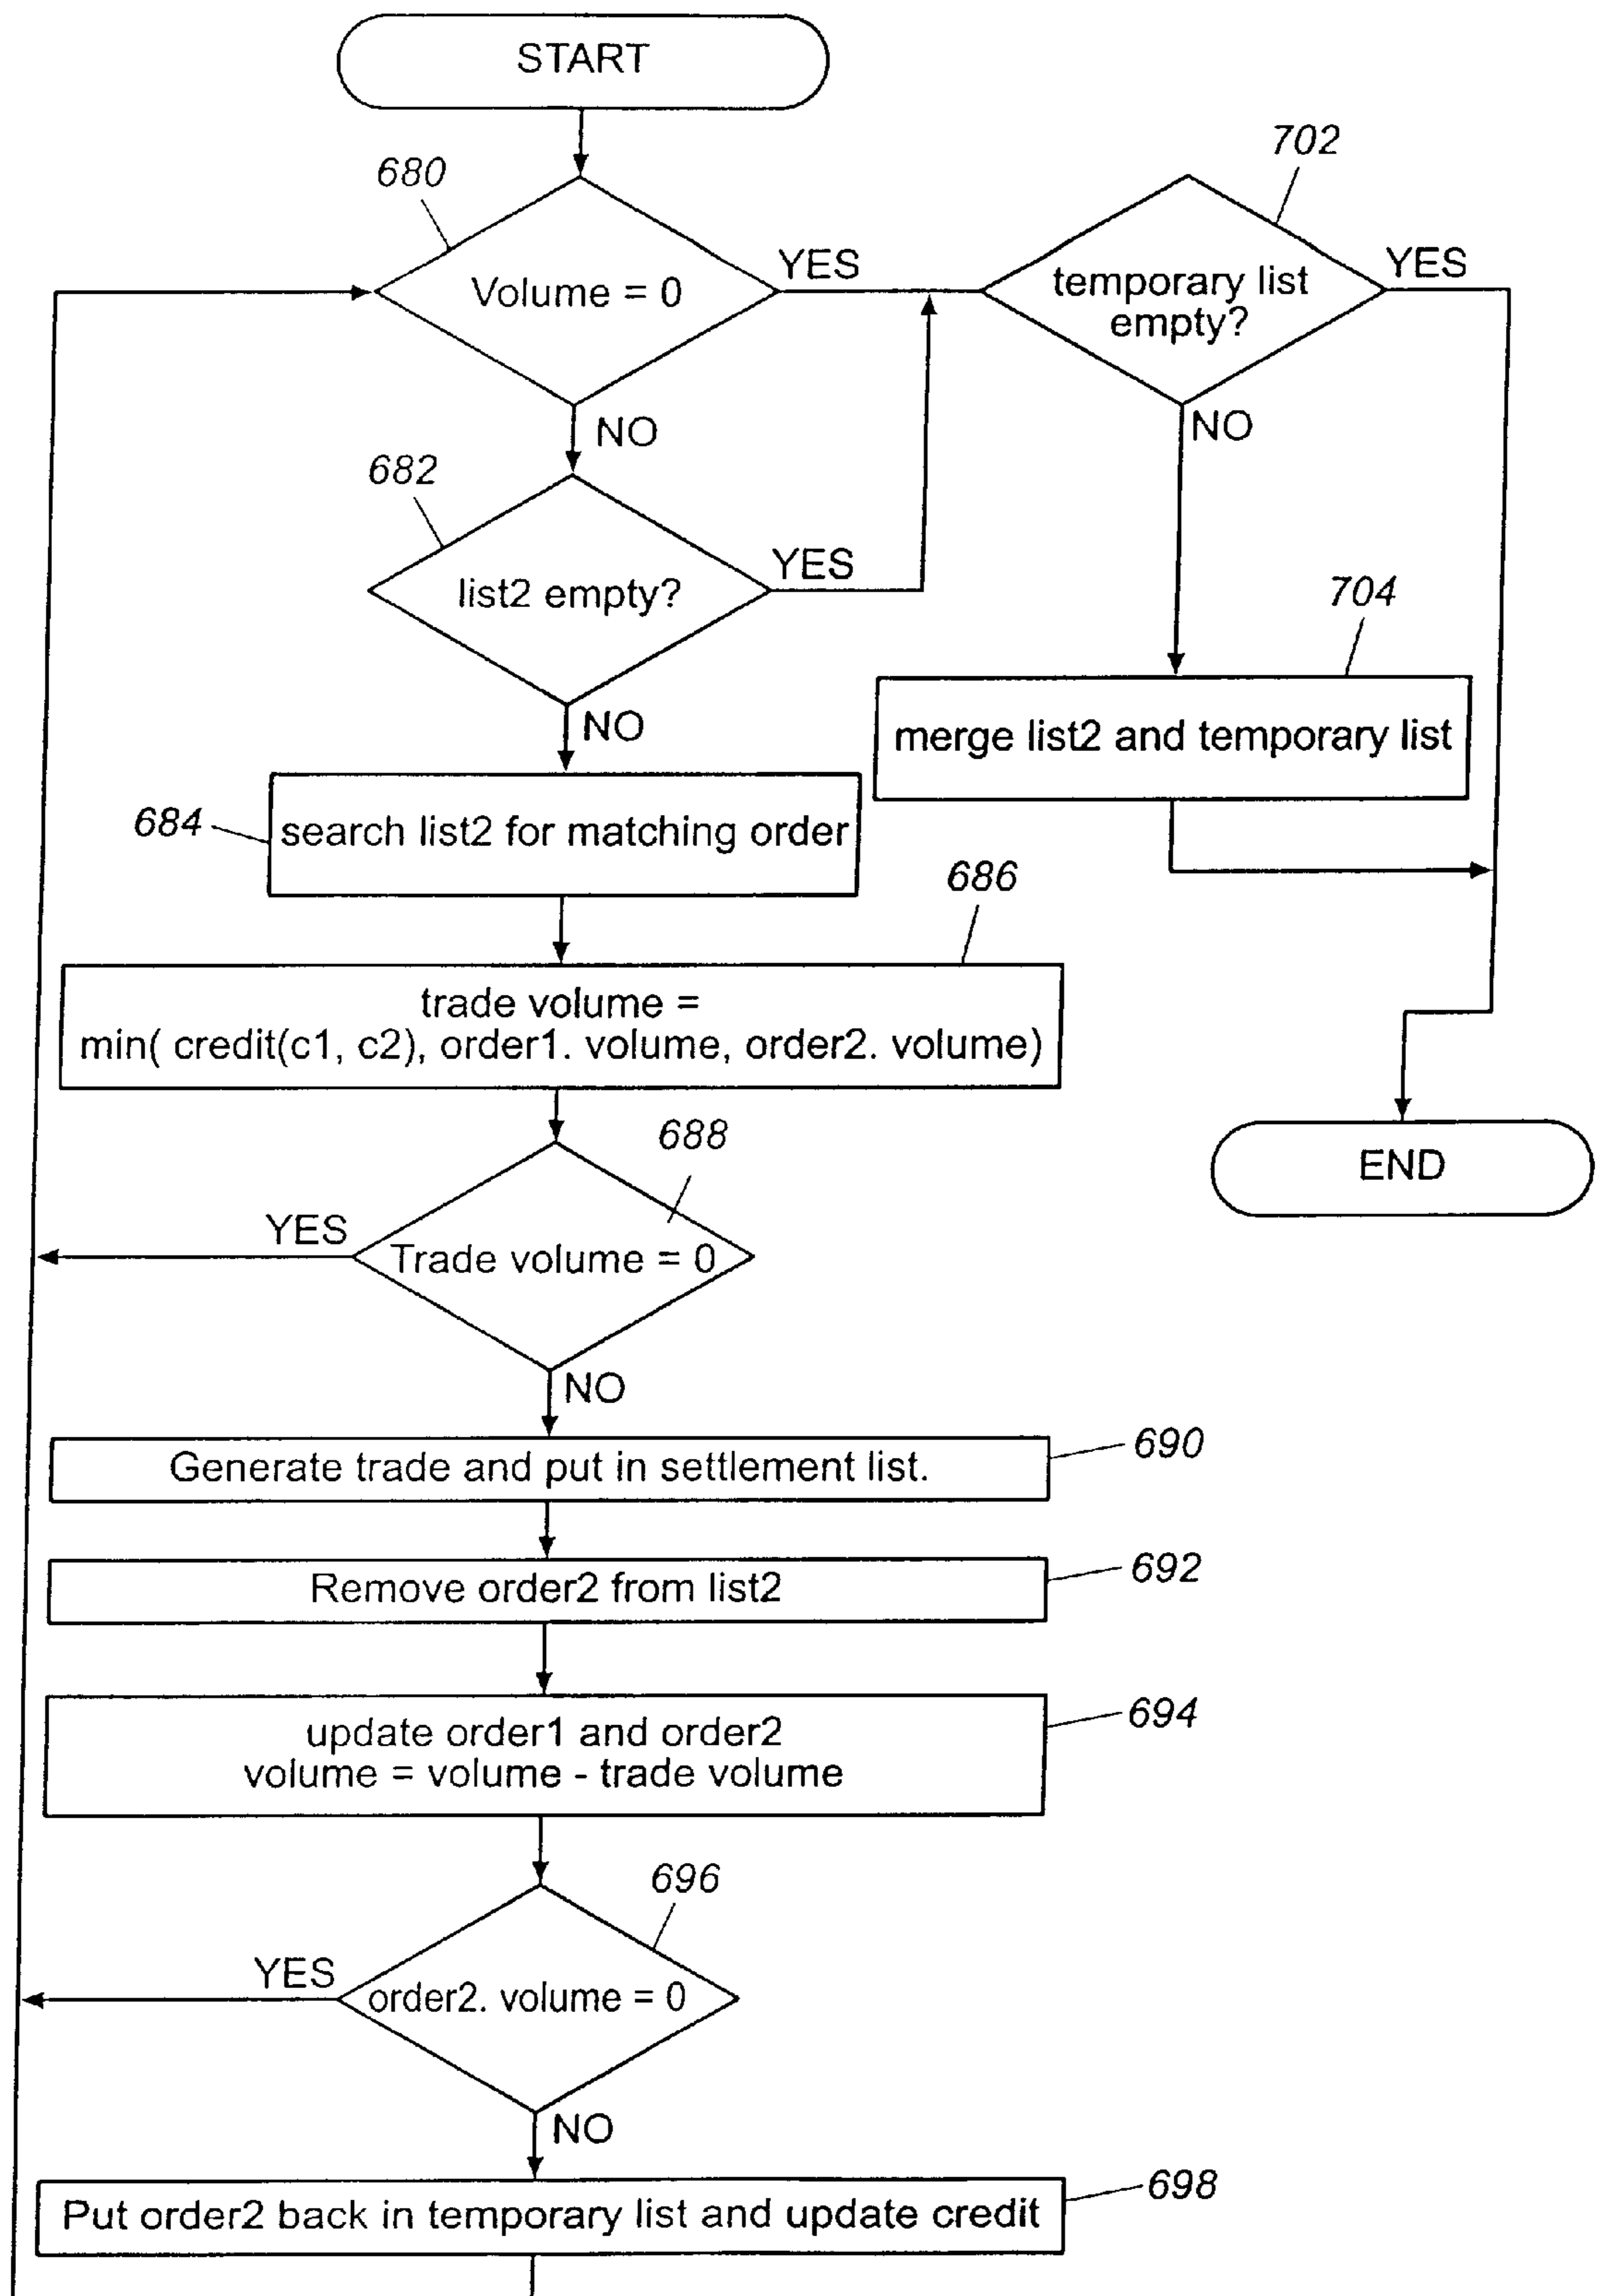 START
680
Volume = 0
YES
NO
702
temporary list
empty?
YES
NO
682
list2 empty?
YES
NO
704
merge list2 and temporary list
684
search list2 for matching order
686
trade volume =
min( credit(c1, c2), order1. volume, order2. volume)
688
Trade volume = 0
YES
NO
END
690
Generate trade and put in settlement list.
692
Remove order2 from list2
694
update order1 and order2
volume = volume - trade volume
696
order2. volume = 0
YES
NO
698
Put order2 back in temporary list and update credit